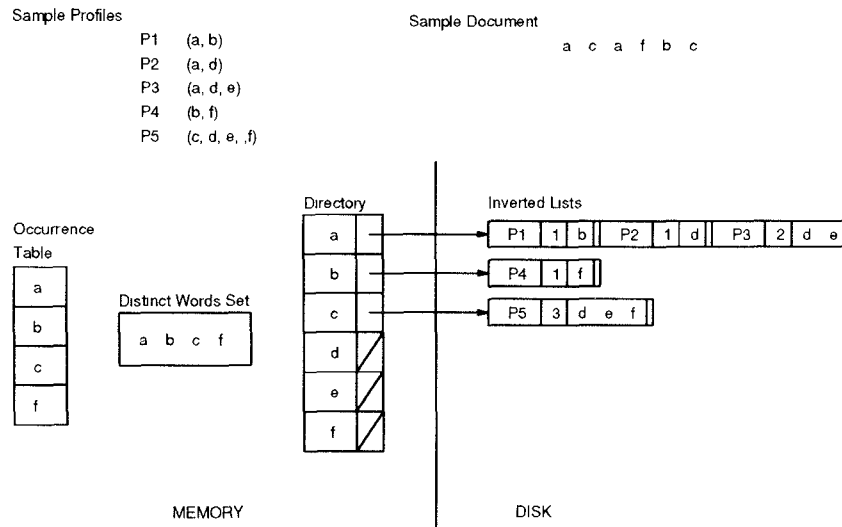 Sample Profiles
P1 (a, b)
P2 (a, d)
P3 (a, d, e)
P4 (b, f)
P5 (c, d, e, ,f)
Sample Document
a c a f b c
Occurrence
Table
a
b
c
f
Distinct Words Set
a b c f
Directory
a
b
c
d
e
f
Inverted Lists
P1 1 b P2 1 d P3 2 d e
P4 1 f
P5 3 d e f
MEMORY
DISK